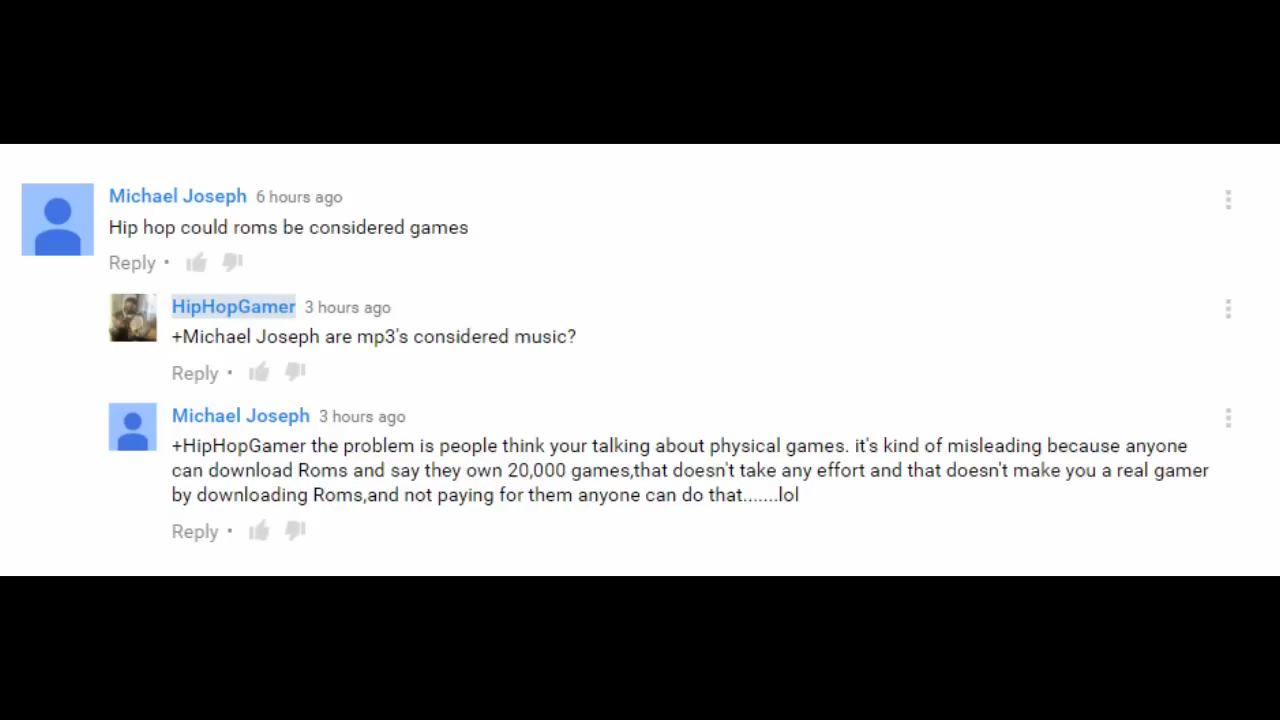 Michael Joseph 6 hours ago
Hip hop could roms be considered games
Reply •
HipHopGamer 3 hours ago
+Michael Joseph are mp3's considered music?
Reply •
Michael Joseph 3 hours ago
+HipHopGamer the problem is people think your talking about physical games. it's kind of misleading because anyone
can download Roms and say they own 20,000 games,that doesn't take any effort and that doesn't make you a real gamer
by downloading Roms,and not paying for them anyone can do that.......lol
Reply •